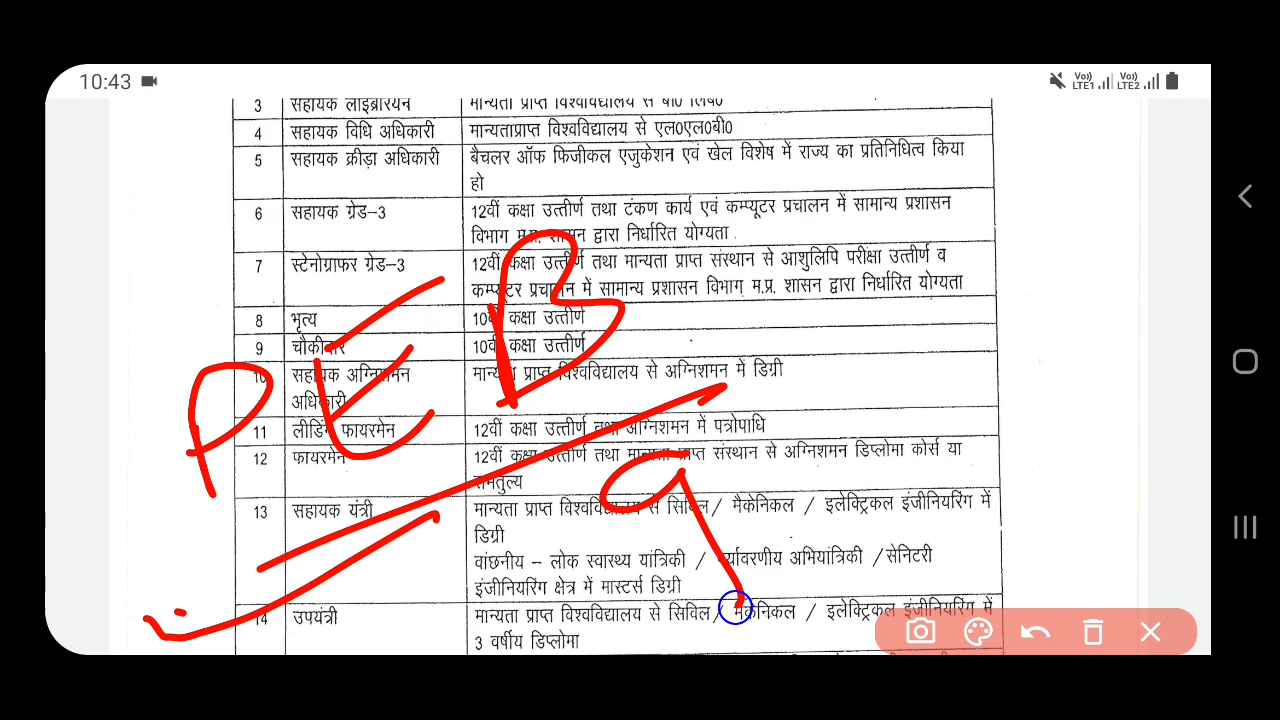 10:43
Vo)) LTE1 Vo)) LTE2
3 सहायक लाइब्रेरियन मान्यता प्राप्त विश्वविद्यालय से बी0 लिब0
4 सहायक विधि अधिकारी मान्यताप्राप्त विश्वविद्यालय से एल0एल0बी0
5 सहायक क्रीड़ा अधिकारी बैचलर ऑफ फिजीकल एजुकेशन एवं खेल विशेष में राज्य का प्रतिनिधित्व किया
हो
6 सहायक ग्रेड–3 12वीं कक्षा उत्तीर्ण तथा टंकण कार्य एवं कम्प्यूटर प्रचालन में सामान्य प्रशासन
विभाग म.प्र. शासन द्वारा निर्धारित योग्यता .
7 स्टेनोग्राफर ग्रेड–3 12वीं कक्षा उत्तीर्ण तथा मान्यता प्राप्त संस्थान से आशुलिपि परीक्षा उत्तीर्ण व
कम्प्यूटर प्रचालन में सामान्य प्रशासन विभाग म.प्र. शासन द्वारा निर्धारित योग्यता
8 भृत्य 10वीं कक्षा उत्तीर्ण
9 चौकीदार 10वीं कक्षा उत्तीर्ण
10 सहायक अग्निशमन मान्यता प्राप्त विश्वविद्यालय से अग्निशमन में डिग्री
अधिकारी
11 लीडिंग फायरमेन 12वीं कक्षा उत्तीर्ण तथा अग्निशमन में पत्रोपाधि
12 फायरमेन 12वीं कक्षा उत्तीर्ण तथा मान्यता प्राप्त संस्थान से अग्निशमन डिप्लोमा कोर्स या
समतुल्य
13 सहायक यंत्री मान्यता प्राप्त विश्वविद्यालय से सिविल/ मैकेनिकल / इलेक्ट्रिकल इंजीनियरिंग में
डिग्री
वांछनीय – लोक स्वास्थ्य यांत्रिकी / पर्यावरणीय अभियांत्रिकी /सेनिटरी
इंजीनियरिंग क्षेत्र में मास्टर्स डिग्री
14 उपयंत्री मान्यता प्राप्त विश्वविद्यालय से सिविल/ मैकेनिकल / इलेक्ट्रिकल इंजीनियरिंग में
3 वर्षीय डिप्लोमा
PEB
9